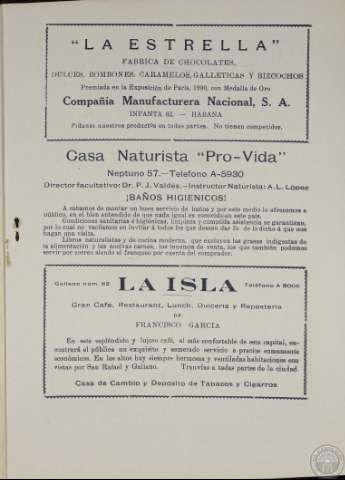 "LA ESTRELLA"
FABRICA DE CHOCOLATES,
DULCES, BOMBONES, CARAMELOS, GALLETICAS Y BIZCOCHOS
Premiada en la Exposición de París, 1900, con Medalla de Oro
Compañía Manufacturera Nacional, S. A.
INFANTA 62. — HABANA
Pídanse nuestros productos en todas partes. No tienen competidor.
Casa Naturista "Pro-Vida"
Neptuno 57.—Telefono A-5930
Director facultativo: Dr. P. J. Valdés.—Instructor Naturista: A. L. López
¡BAÑOS HIGIENICOS!
Acabamos de montar un buen servicio de baños y por este medio lo ofrecemos al
público, en el bien entendido de que nada igual es conocido en este país.
Condiciones sanitarias é higiénicas, limpieza y cumplida asistencia se garantizan,
por lo cual no vacilamos en invitar á todos los que deseen dar fe de lo dicho á que nos
hagan una visita.
Libros naturalistas y de cocina moderna, que excluyen las grasas indigestas de
la alimentación y las nocivas carnes, los tenemos de venta, los que también podemos
servir por correo siendo el franqueo por cuenta del comprador.
Galiano núm. 82 LA ISLA Teléfono A 5006
Gran Café, Restaurant, Lunch, Dulcería y Repostería
DE
FRANCISCO GARCIA
En este espléndido y lujoso café, el más confortable de esta capital, en-
contrará el público un exquisito y esmerado servicio a precios sumamente
económicos. En los altos hay siempre hermosas y ventiladas habitaciones con
vistas por San Rafael y Galiano. Tranvías a todas partes de la ciudad
Casa de Cambio y Deposito de Tabacos y Cigarros